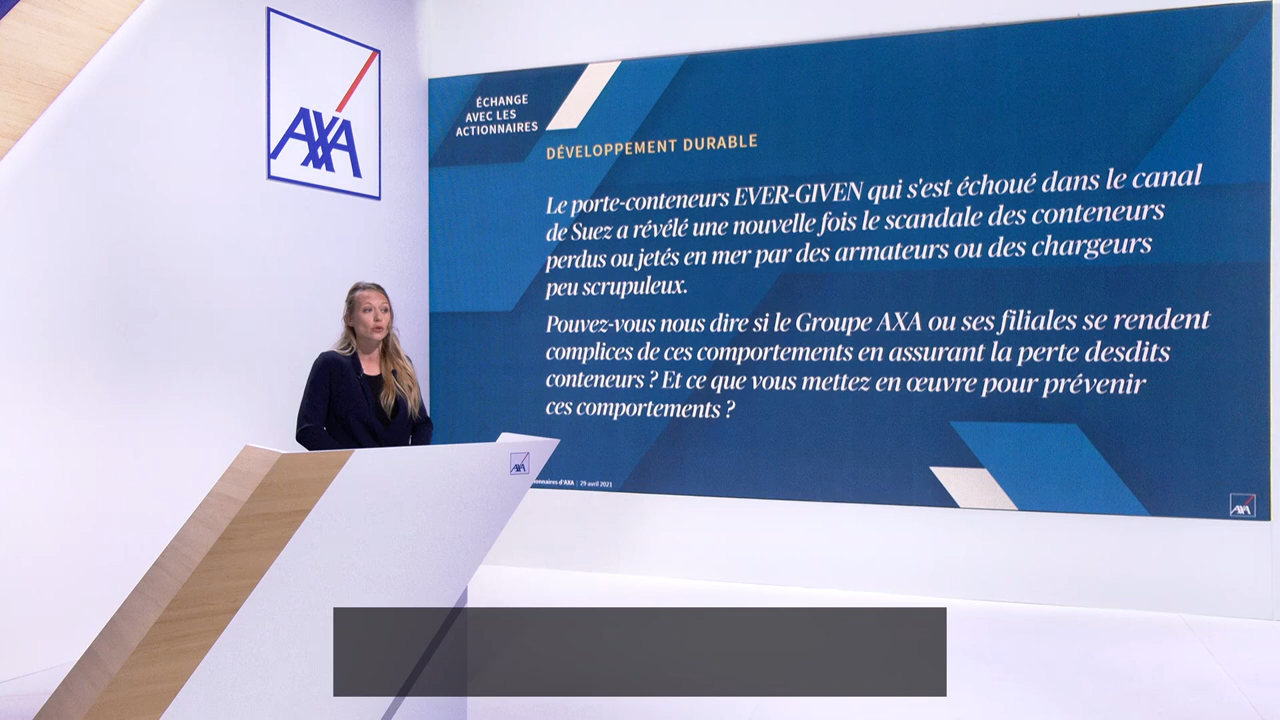 AXA
ÉCHANGE
AVEC LES
ACTIONNAIRES
DÉVELOPPEMENT DURABLE
Le porte-conteneurs EVER-GIVEN qui s'est échoué dans le canal
de Suez a révélé une nouvelle fois le scandale des conteneurs
perdus ou jetés en mer par des armateurs ou des chargeurs
peu scrupuleux.
Pouvez-vous nous dire si le Groupe AXA ou ses filiales se rendent
complices de ces comportements en assurant la perte desdits
conteneurs ? Et ce que vous mettez en œuvre pour prévenir
ces comportements ?
AXA
d'AXA | 29 avril 2021
AXA